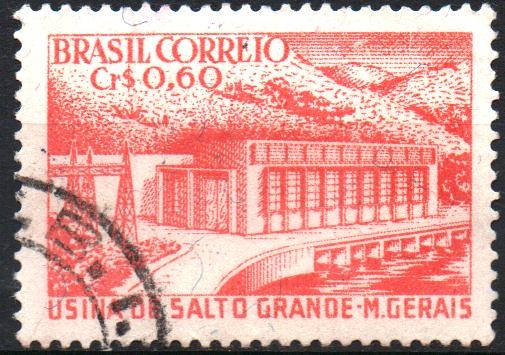 BRASIL CORREIO
Cr$ 0,60
USINA DE SALTO GRANDE-M.GERAIS